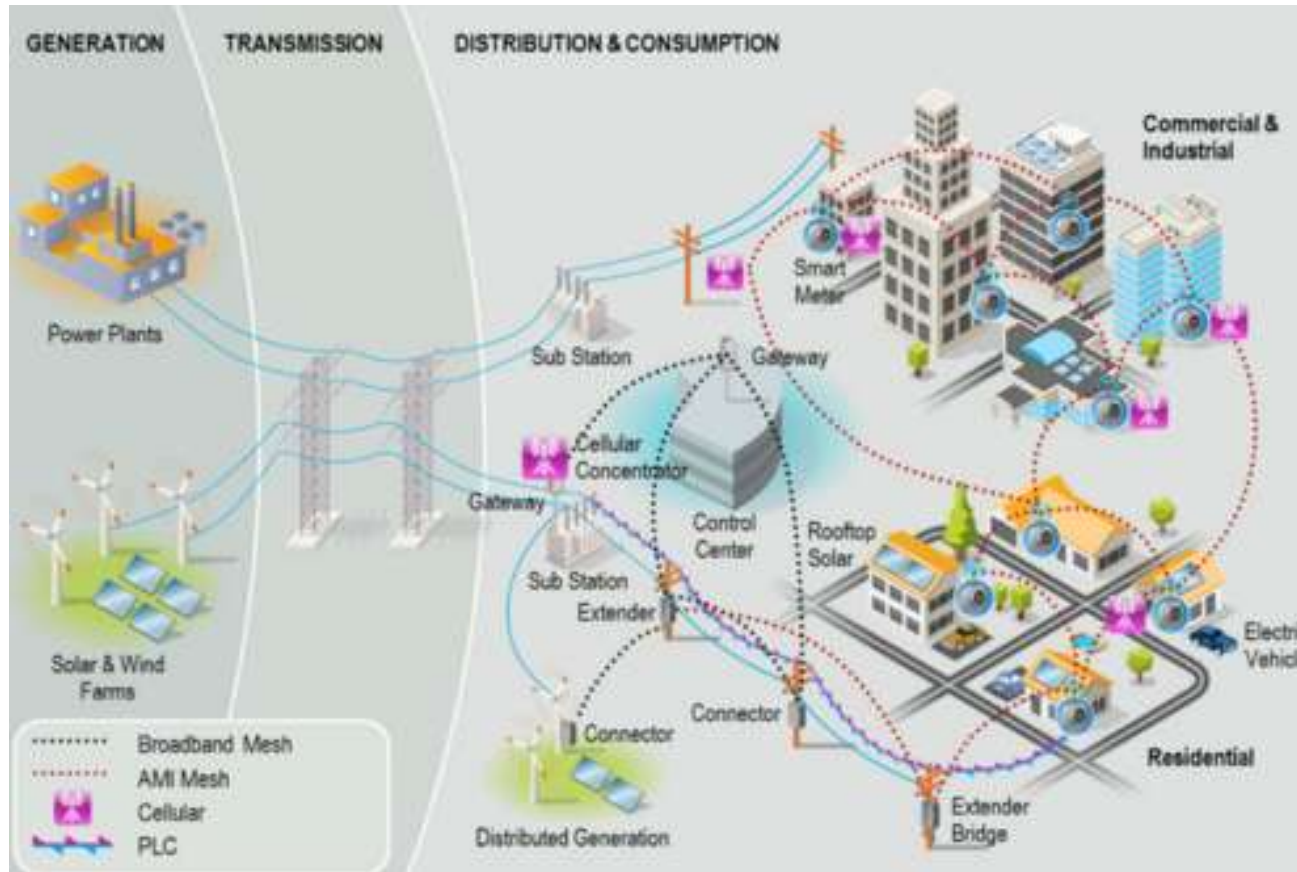 GENERATION
TRANSMISSION
DISTRIBUTION & CONSUMPTION
Commercial &
Industrial
Power Plants
Sub Station
Smart
Meter
Gateway
Cellular
Concentrator
Gateway
Control
Center
Rooftop
Solar
Sub Station
Extender
Electri
Vehicle
Solar & Wind
Farms
Connector
Connector
Residential
Extender
Bridge
Distributed Generation
Broadband Mesh
AMI Mesh
Cellular
PLC